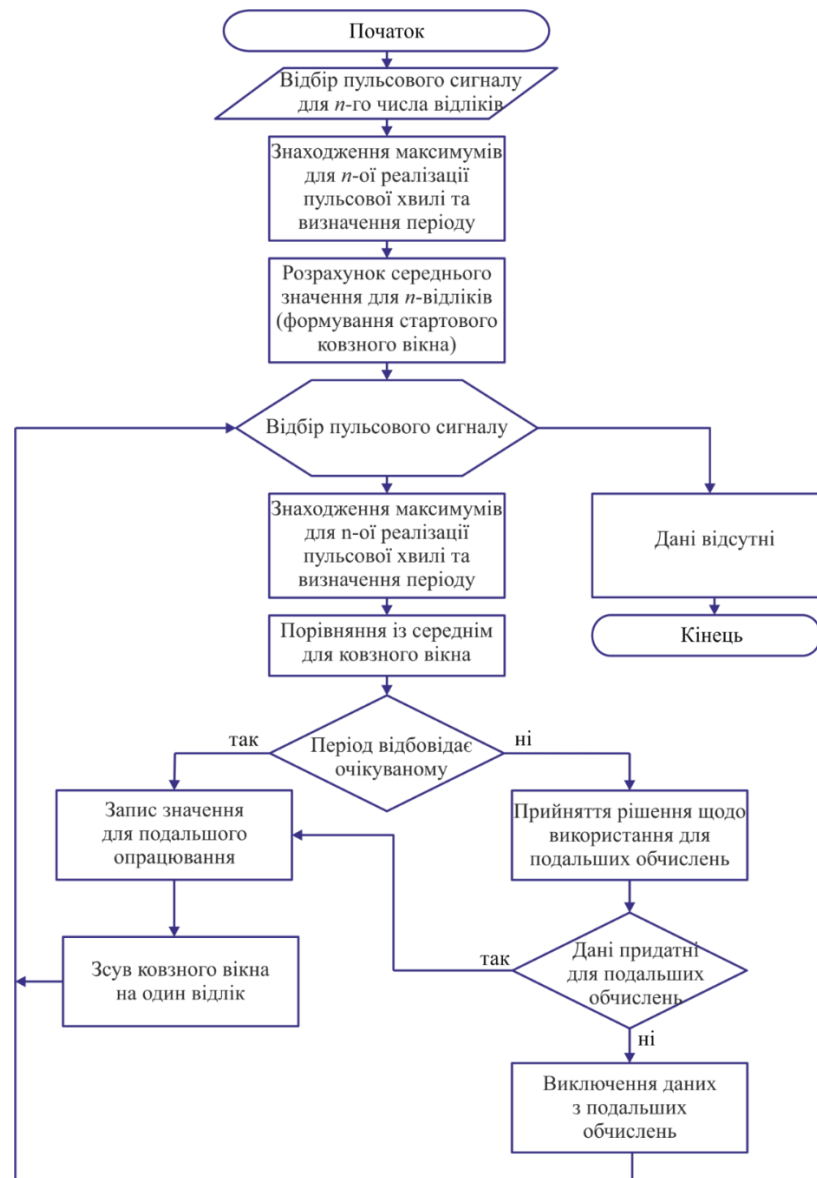 Початок
Відбір пульсового сигналу
для n-го числа відліків
Знаходження максимумів
для n-ої реалізації
пульсової хвилі та
визначення періоду
Розрахунок середнього
значення для n-відліків
(формування стартового
ковзного вікна)
Відбір пульсового сигналу
Знаходження максимумів
для n-ої реалізації
пульсової хвилі та
визначення періоду
Дані відсутні
Порівняння із середнім
для ковзного вікна
Кінець
так
Період відбовідає
очікуваному
ні
Запис значення
для подальшого
опрацювання
Прийняття рішення щодо
використання для
подальших обчислень
Зсув ковзного вікна
на один відлік
так
Дані придатні
для подальших
обчислень
ні
Виключення даних
з подальших
обчислень